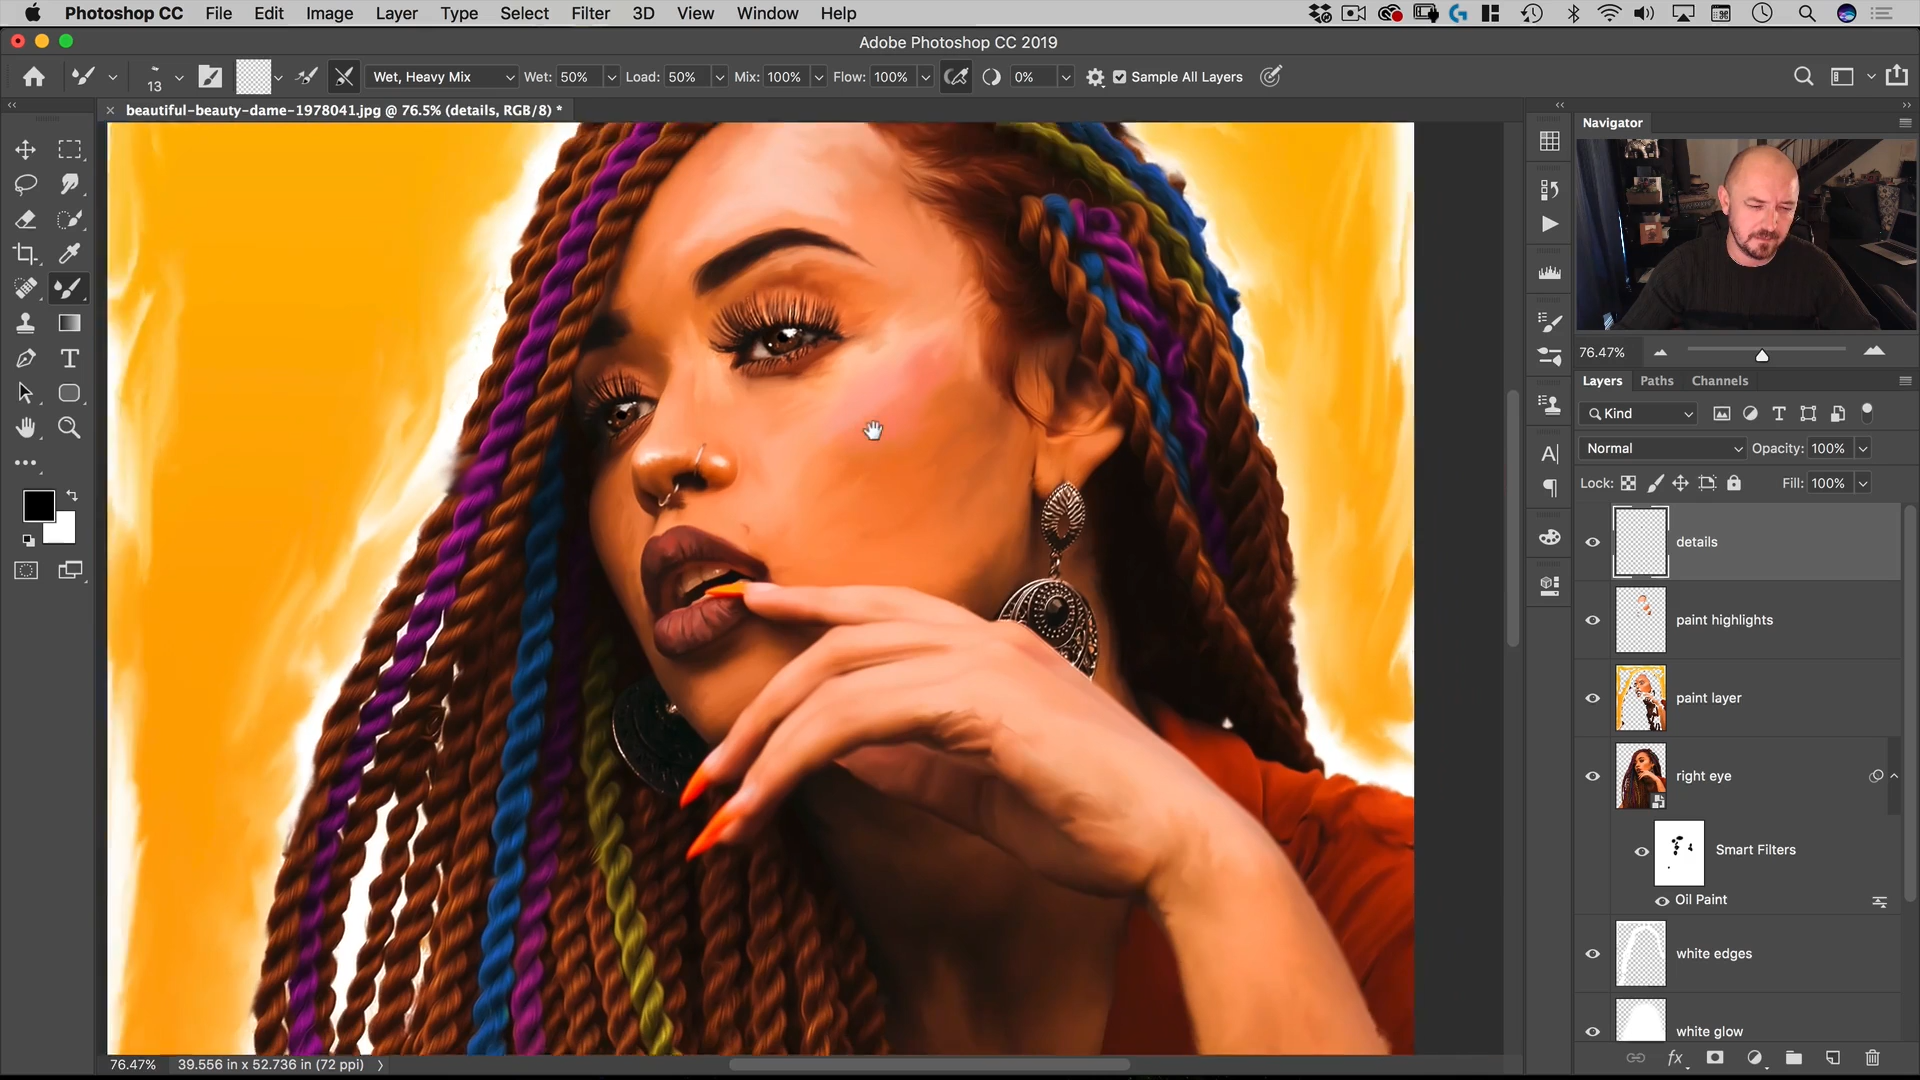 Photoshop CC File Edit Image Layer Type Select Filter 3D View Window Help
Adobe Photoshop CC 2019
13 Wet, Heavy Mix Wet: 50% Load: 50% Mix: 100% Flow: 100% 0% Sample All Layers
beautiful-beauty-dame-1978041.jpg @ 76.5% (details, RGB/8) *
Navigator
76.47%
Layers Paths Channels
Kind
Normal Opacity: 100%
Lock: Fill: 100%
details
paint highlights
paint layer
right eye
Smart Filters
Oil Paint
white edges
white glow
76.47% 39.556 in x 52.736 in (72 ppi)